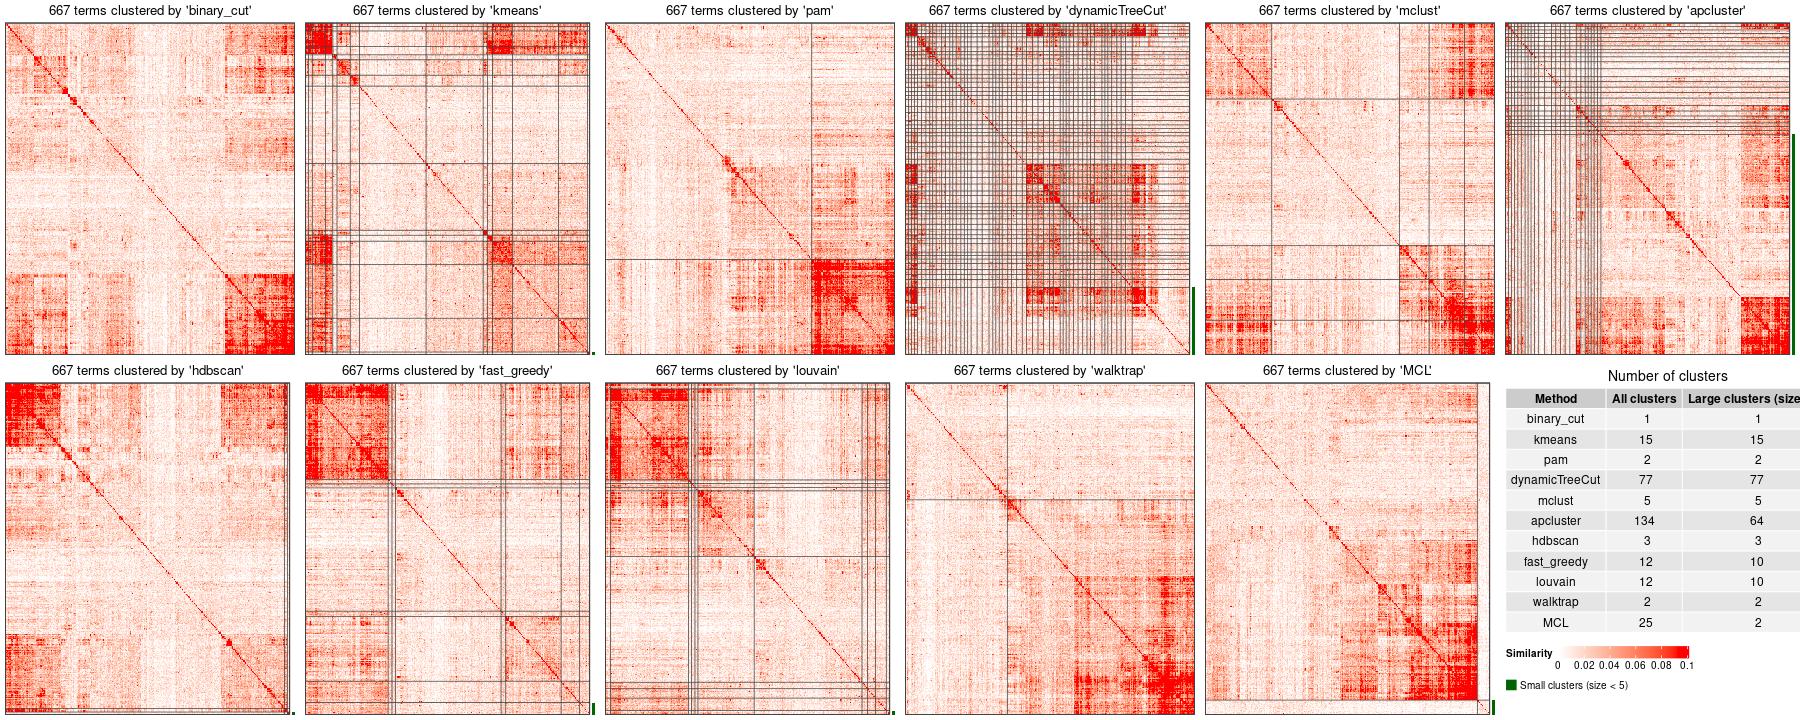 667 terms clustered by 'binary_cut'
667 terms clustered by 'kmeans'
667 terms clustered by 'pam'
667 terms clustered by 'dynamicTreeCut'
667 terms clustered by 'mclust'
667 terms clustered by 'apcluster'
667 terms clustered by 'hdbscan'
667 terms clustered by 'fast_greedy'
667 terms clustered by 'louvain'
667 terms clustered by 'walktrap'
667 terms clustered by 'MCL'
Number of clusters
Method All clusters Large clusters (size
binary_cut 1 1
kmeans 15 15
pam 2 2
dynamicTreeCut 77 77
mclust 5 5
apcluster 134 64
hdbscan 3 3
fast_greedy 12 10
louvain 12 10
walktrap 2 2
MCL 25 2
Similarity
0 0.02 0.04 0.06 0.08 0.1
Small clusters (size < 5)